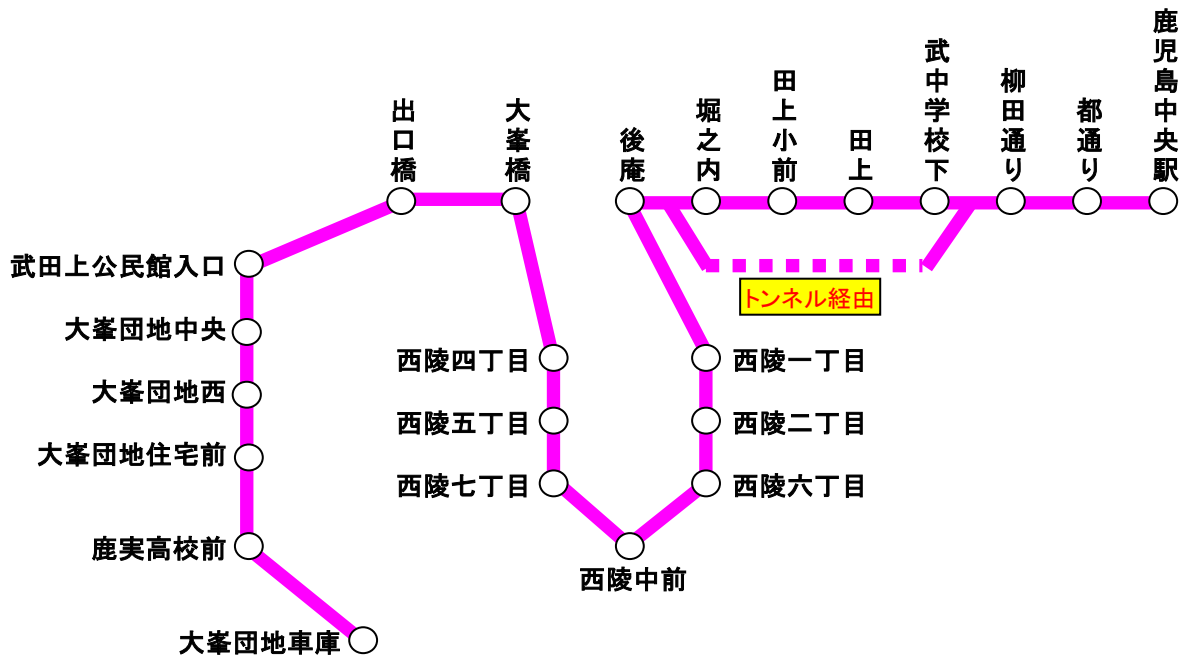 出口橋
大峯橋
後庵
堀之内
田上小前
田上
武中学校下
柳田通り
都通り
鹿児島中央駅
武田上公民館入口
トンネル経由
大峯団地中央
西陵四丁目
西陵一丁目
大峯団地西
西陵五丁目
西陵二丁目
大峯団地住宅前
西陵七丁目
西陵六丁目
鹿実高校前
西陵中前
大峯団地車庫